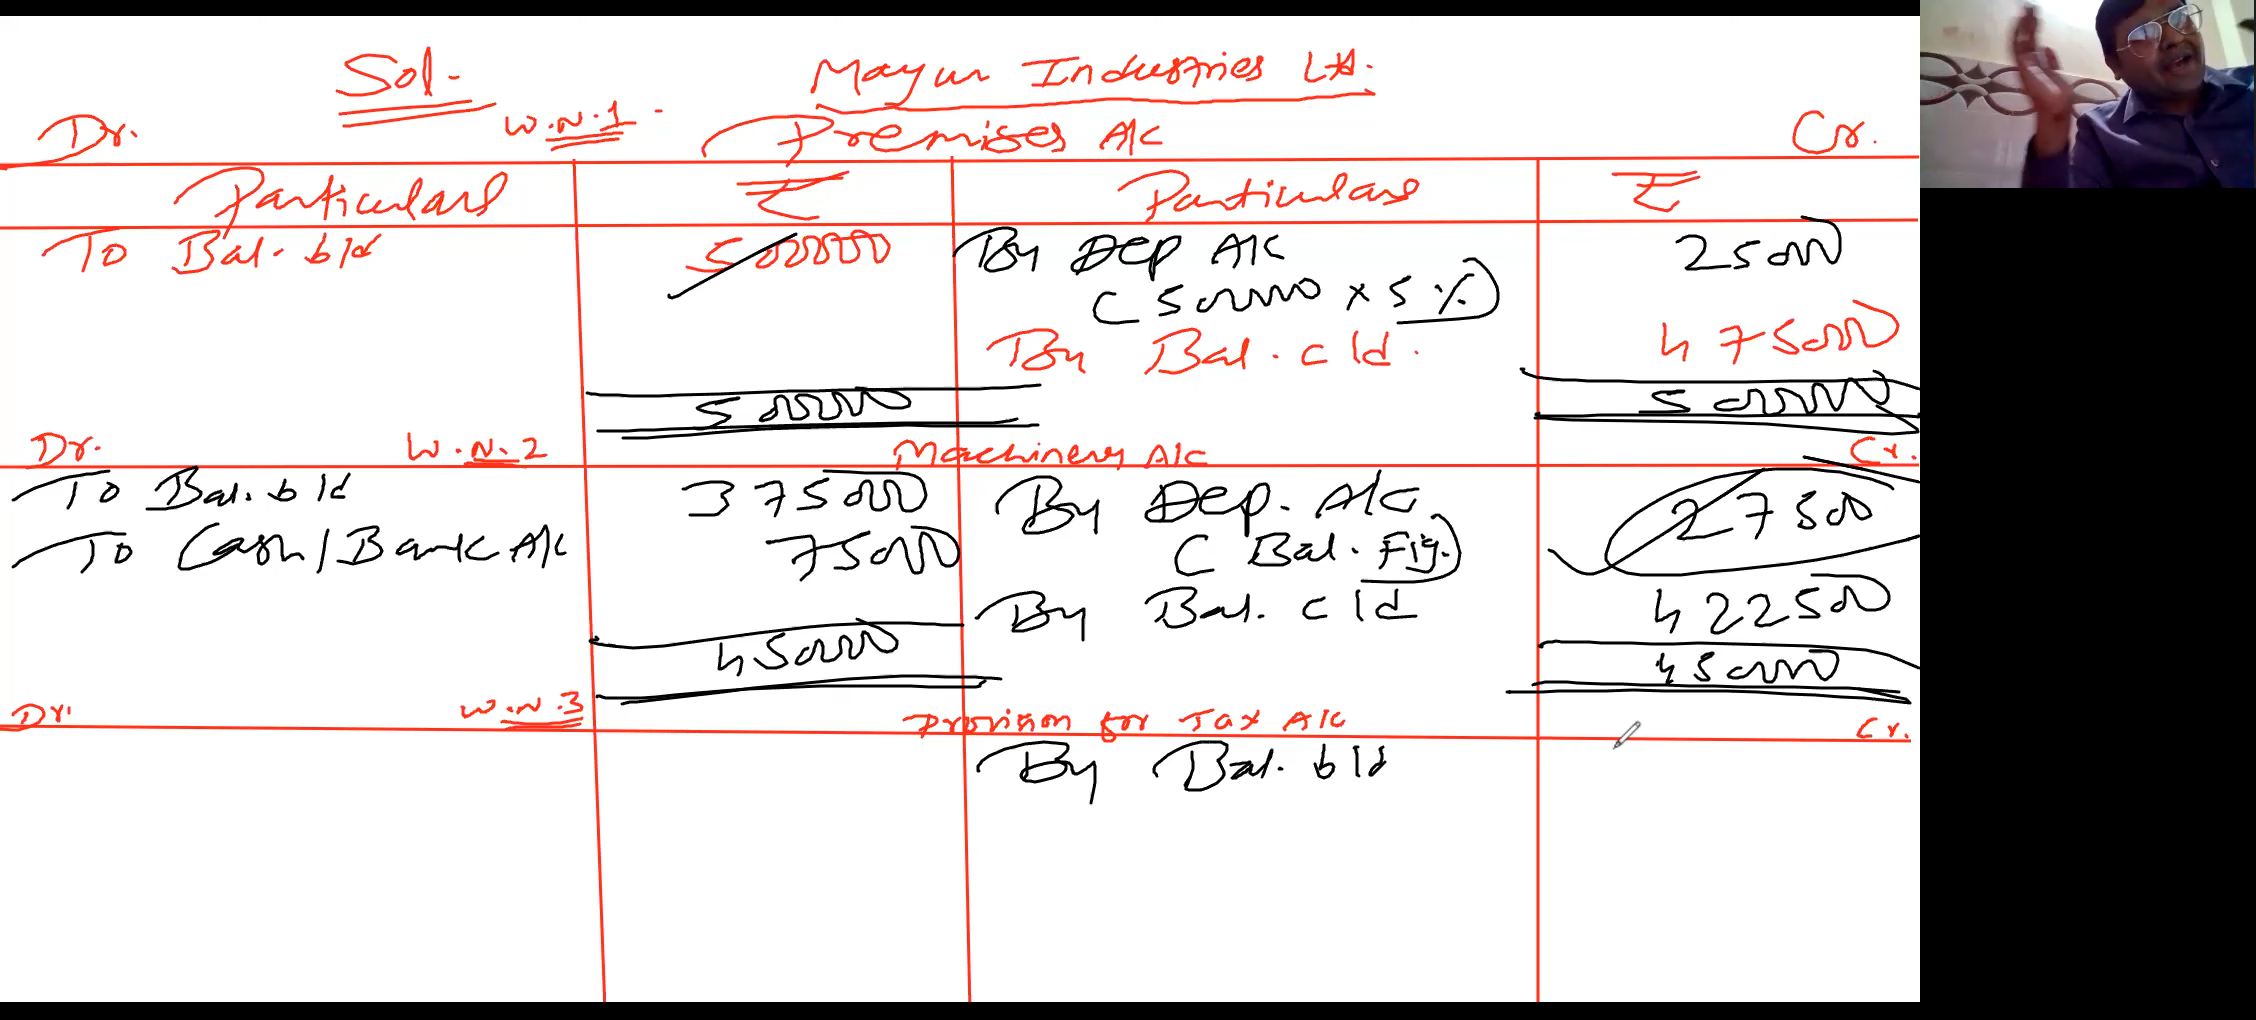 Sol.
Mayur Industries Ltd.
Dr. W.N.1. Premises A/c Cr.
Particulars ₹ Particulars ₹
To Bal. b/d 500000 By Dep A/c 25000
(500000 x 5%)
By Bal. c/d. 475000
500000 500000
Dr. W.N.2 Machinery A/c Cr.
To Bal. b/d 375000 By Dep. A/c 27500
To Cash/Bank A/c 75000 (Bal. Fig.)
By Bal. c/d 422500
450000 450000
Dr. W.N.3 Provision for Tax A/c Cr.
By Bal. b/d